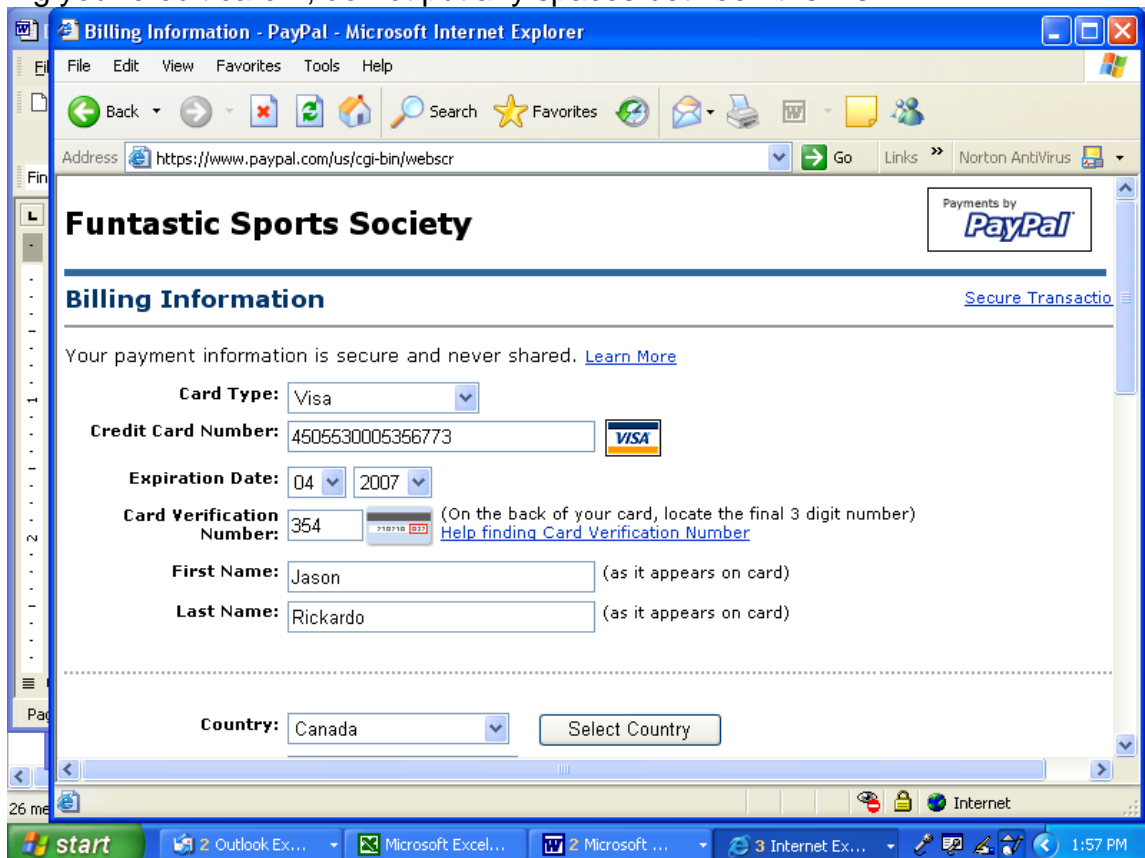 Billing Information - PayPal - Microsoft Internet Explorer
File Edit View Favorites Tools Help
Back Search Favorites
Address https://www.paypal.com/us/cgi-bin/webscr Go Links » Norton AntiVirus
Fin
Payments by
PayPal
Funtastic Sports Society
Billing Information Secure Transactio
Your payment information is secure and never shared. Learn More
Card Type: Visa
Credit Card Number: 4505530005356773 VISA
Expiration Date: 04 2007
Card Verification Number: 354 (On the back of your card, locate the final 3 digit number)
Help finding Card Verification Number
First Name: Jason (as it appears on card)
Last Name: Rickardo (as it appears on card)
Country: Canada Select Country
Pag
26 me Internet
start 2 Outlook Ex... Microsoft Excel... 2 Microsoft ... 3 Internet Ex... 1:57 PM